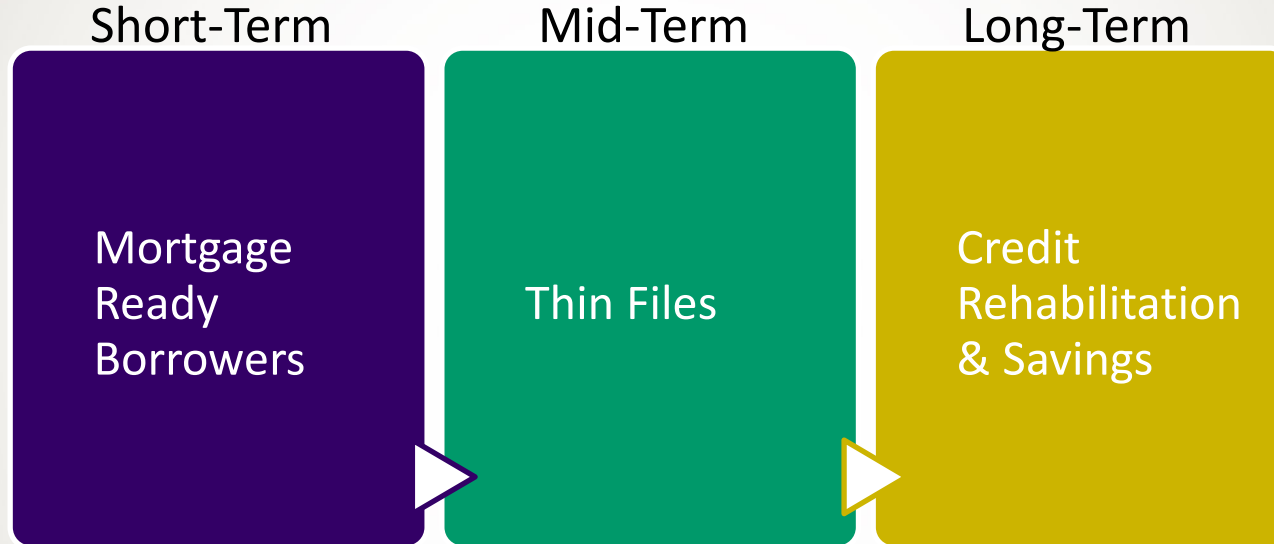 Short-Term
Mid-Term
Long-Term
Mortgage
Ready
Borrowers
Thin Files
Credit
Rehabilitation
& Savings